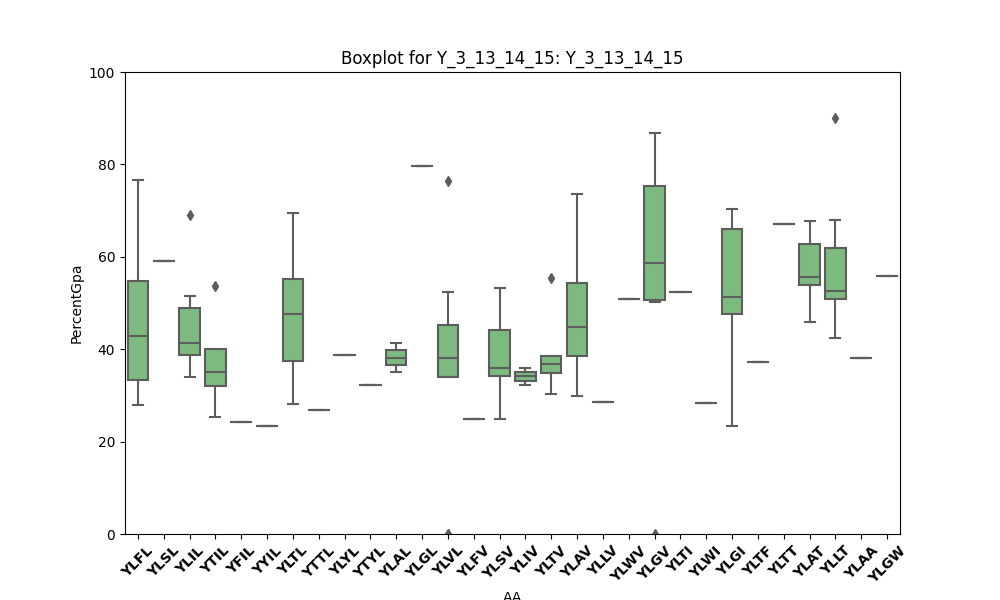 Boxplot for Y_3_13_14_15: Y_3_13_14_15
100
80
60
40
20
0
PercentGpa
YLFL YLSL YLIL YTIL YFIL YYIL YLTL YTTL YLYL YTYL YLAL YLGL YLVL YLFV YLSV YLIV YLTV YLAV YLLV YLWV YLGV YLTI YLWI YLGI YLTF YLTT YLAT YLLT YLAA YLGW
AA